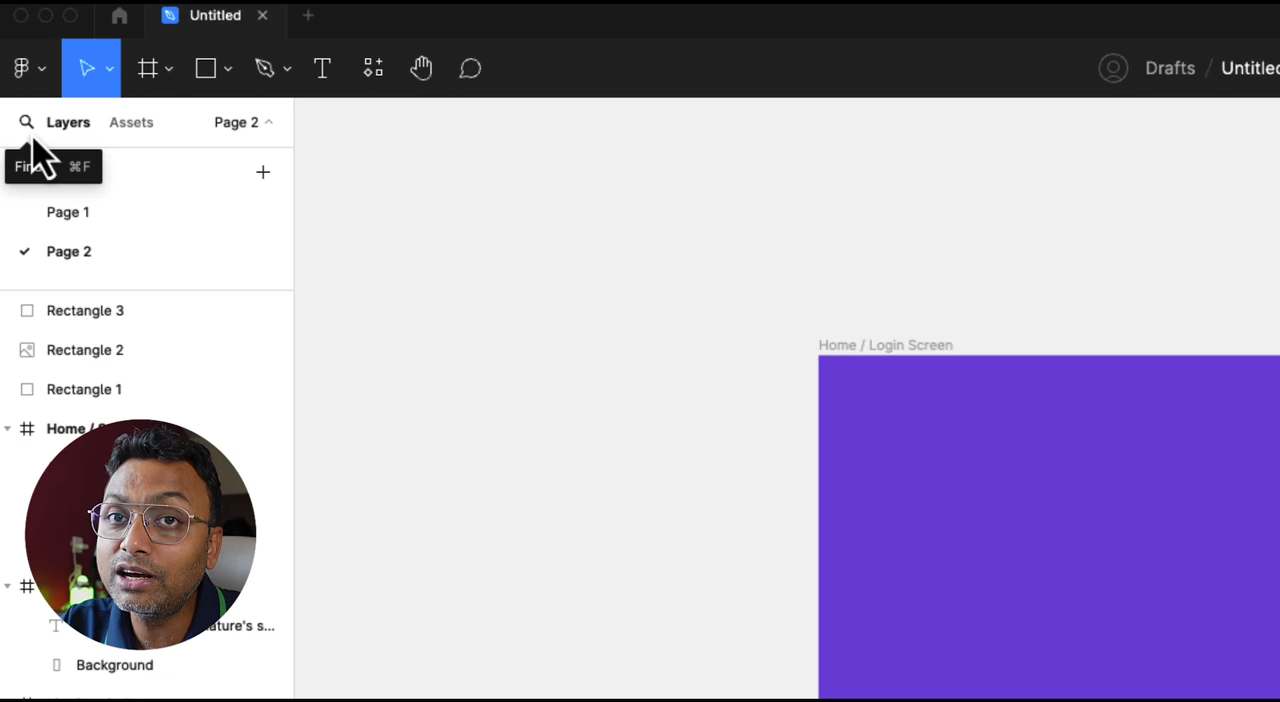 Untitled
Drafts / Untitled
Layers Assets Page 2
⌘F
Page 1
Page 2
Rectangle 3
Rectangle 2
Rectangle 1
Home / Login Screen
Home /
ature's s...
Background